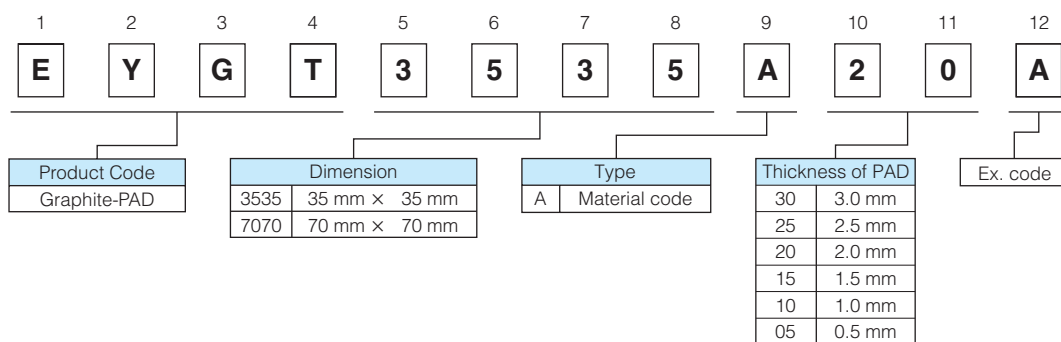 1 2 3 4 5 6 7 8 9 10 11 12
E Y G T 3 5 3 5 A 2 0 A
Product Code
Graphite-PAD
Dimension
3535 35 mm × 35 mm
7070 70 mm × 70 mm
Type
A Material code
Thickness of PAD
30 3.0 mm
25 2.5 mm
20 2.0 mm
15 1.5 mm
10 1.0 mm
05 0.5 mm
Ex. code